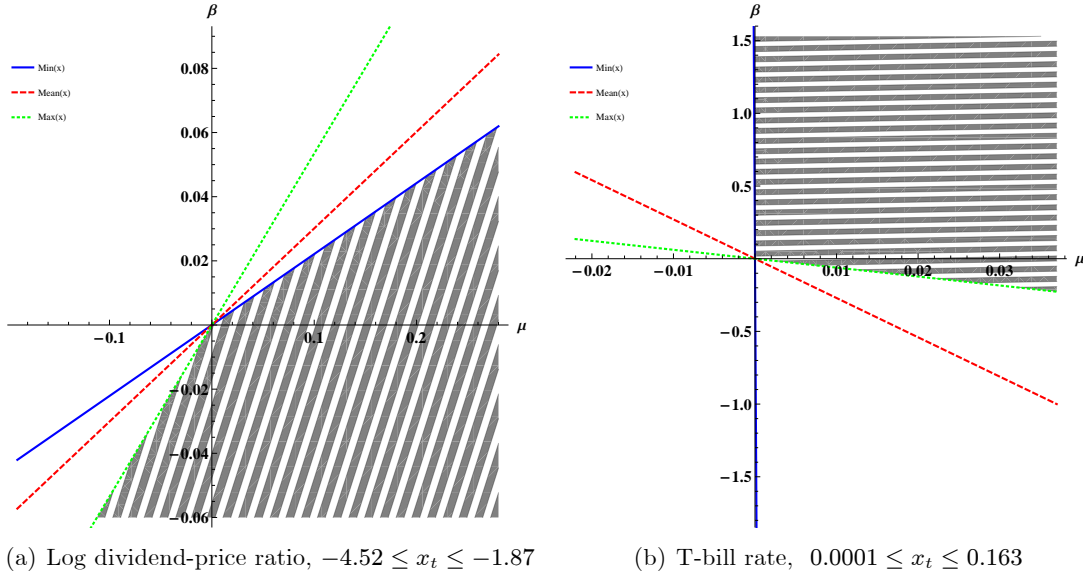 β
0.08
0.06
0.04
0.02
−0.1
0.1
0.2
μ
−0.02
−0.04
−0.06
Min(x)
Mean(x)
Max(x)
β
1.5
1.0
0.5
−0.02
−0.01
0.01
0.02
0.03
μ
−0.5
−1.0
−1.5
Min(x)
Mean(x)
Max(x)
(a) Log dividend-price ratio, −4.52 ≤ xₜ ≤ −1.87
(b) T-bill rate, 0.0001 ≤ xₜ ≤ 0.163